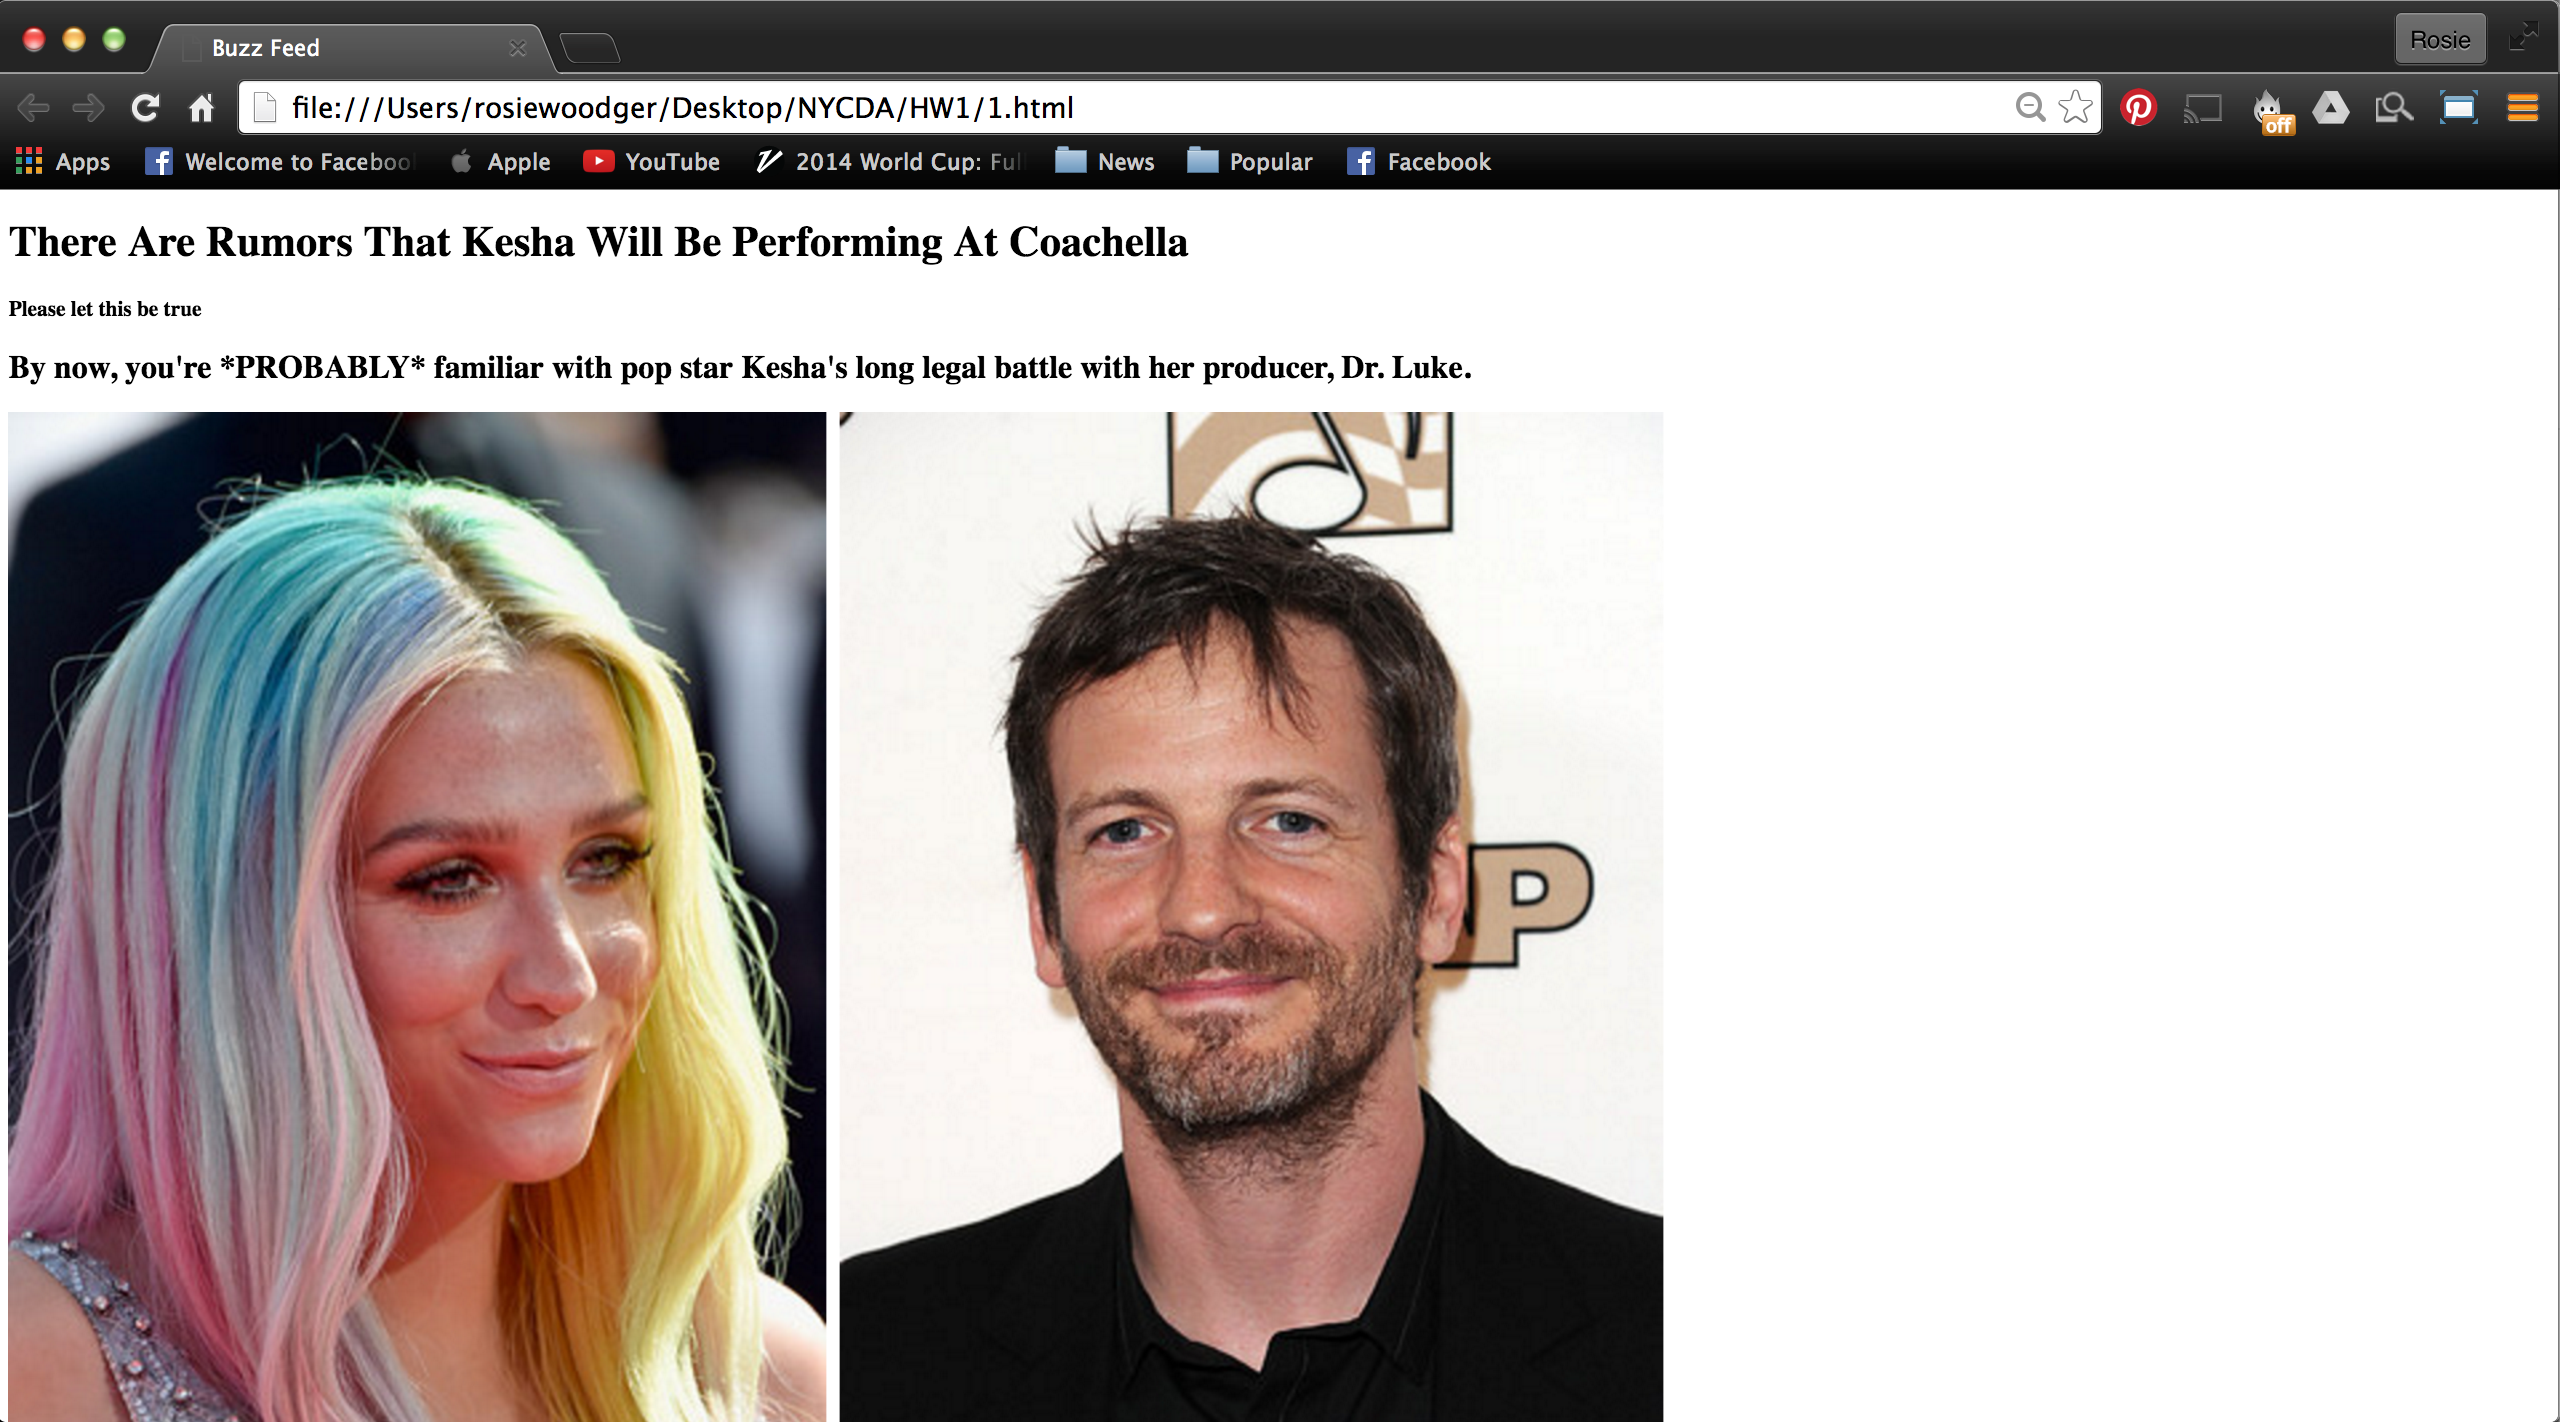 Buzz Feed
Rosie
file:///Users/rosiewoodger/Desktop/NYCDA/HW1/1.html
off
Apps
Welcome to Faceboo
Apple
YouTube
2014 World Cup: Full
News
Popular
Facebook
There Are Rumors That Kesha Will Be Performing At Coachella
Please let this be true
By now, you're *PROBABLY* familiar with pop star Kesha's long legal battle with her producer, Dr. Luke.
P